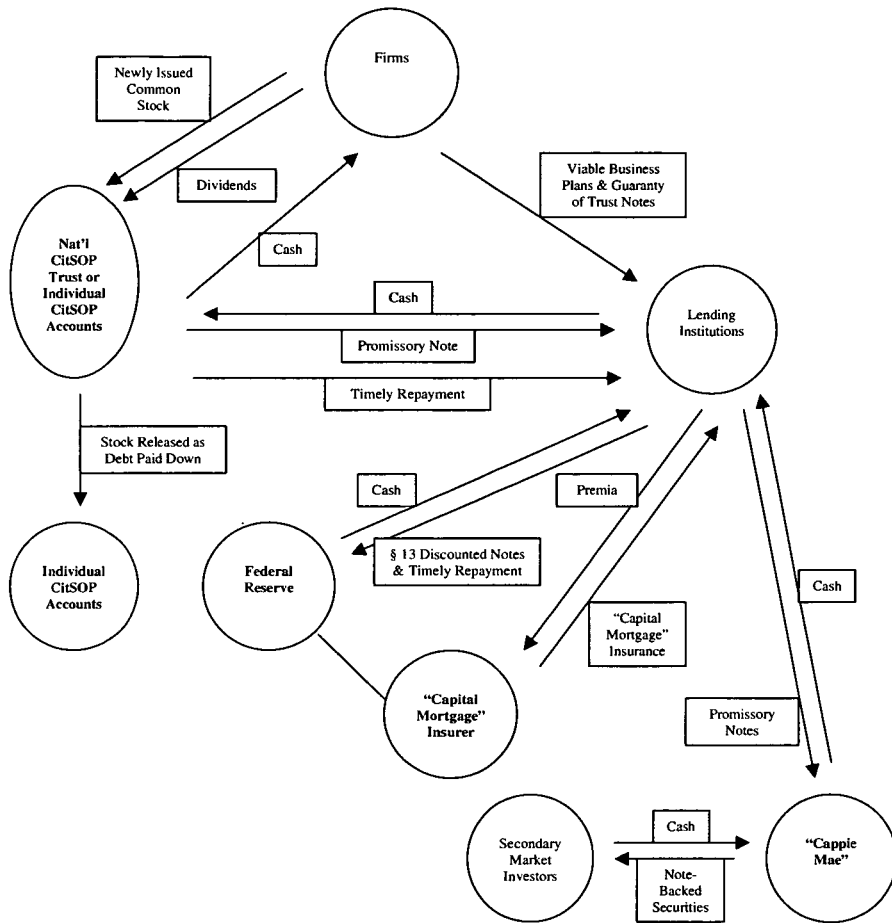 Firms
Newly Issued
Common
Stock
Dividends
Viable Business
Plans & Guaranty
of Trust Notes
Cash
Nat'l
CitSOP
Trust or
Individual
CitSOP
Accounts
Cash
Promissory Note
Timely Repayment
Lending
Institutions
Stock Released as
Debt Paid Down
Cash
Premia
§ 13 Discounted Notes
& Timely Repayment
Individual
CitSOP
Accounts
Federal
Reserve
Cash
"Capital
Mortgage"
Insurance
"Capital
Mortgage"
Insurer
Promissory
Notes
Secondary
Market
Investors
Cash
Note-
Backed
Securities
"Cappie
Mae"